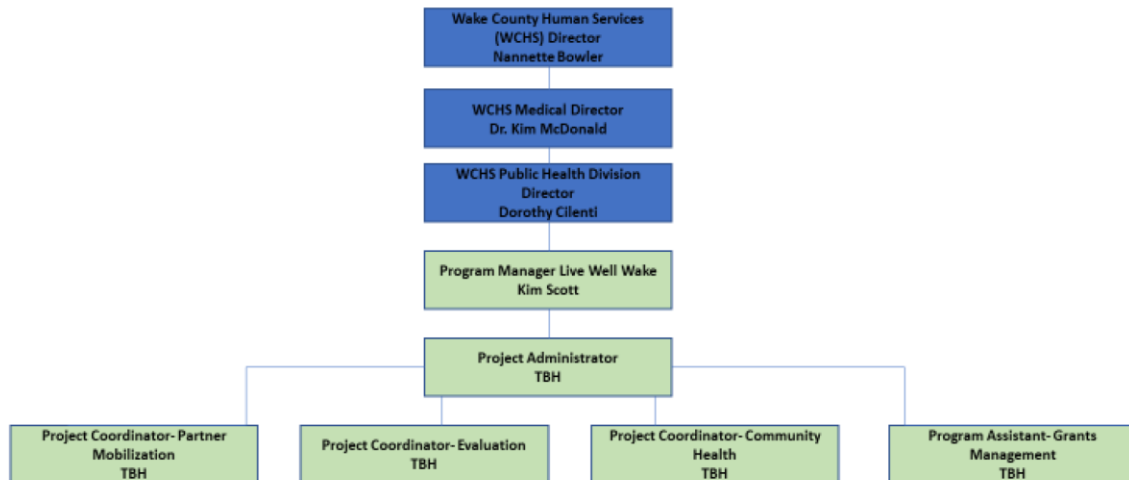 Wake County Human Services
(WCHS) Director
Nannette Bowler
WCHS Medical Director
Dr. Kim McDonald
WCHS Public Health Division
Director
Dorothy Cilenti
Program Manager Live Well Wake
Kim Scott
Project Administrator
TBH
Project Coordinator- Partner
Mobilization
TBH
Project Coordinator- Evaluation
TBH
Project Coordinator- Community
Health
TBH
Program Assistant- Grants
Management
TBH